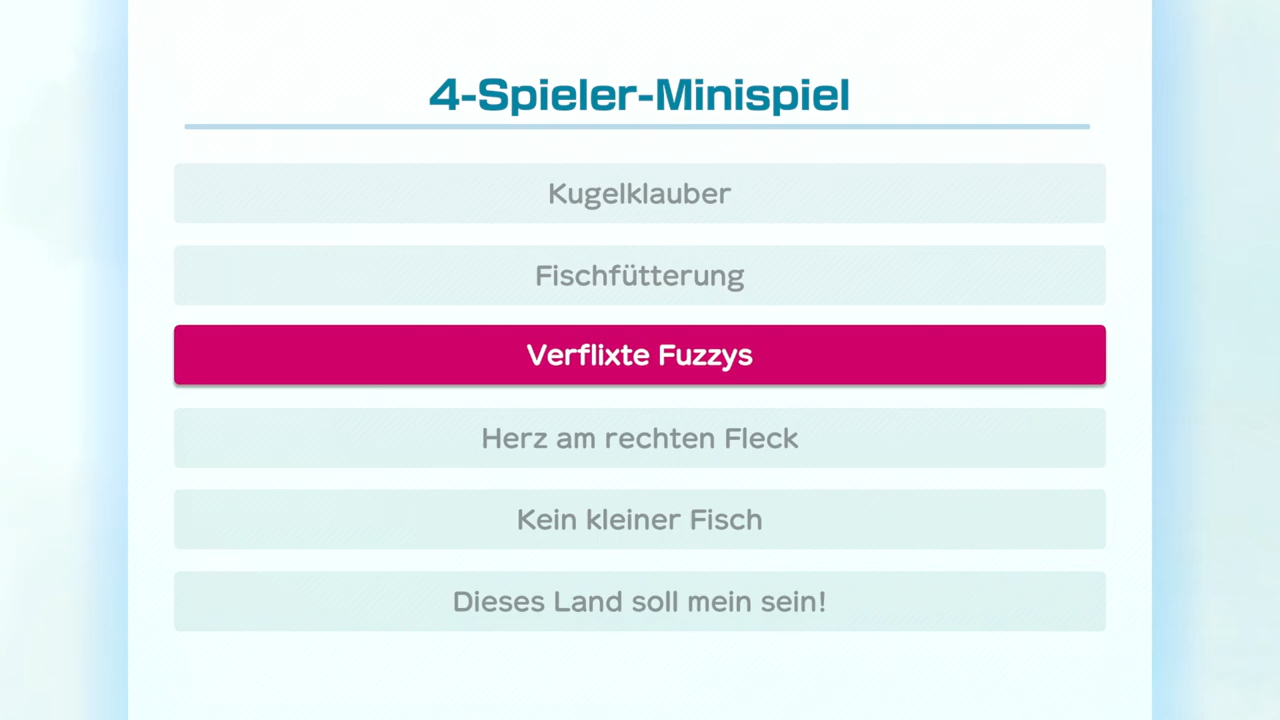 4-Spieler-Minispiel
Kugelklauber
Fischfütterung
Verflixte Fuzzys
Herz am rechten Fleck
Kein kleiner Fisch
Dieses Land soll mein sein!